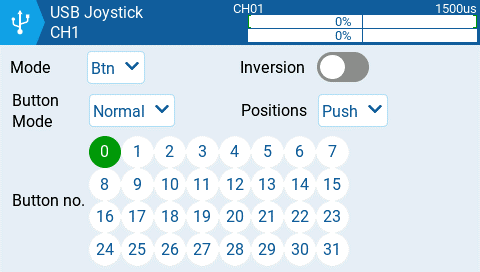 USB Joystick
CH1
CH01 1500us
0%
0%
Mode Btn Inversion
Button Mode Normal Positions Push
Button no.
0 1 2 3 4 5 6 7
8 9 10 11 12 13 14 15
16 17 18 19 20 21 22 23
24 25 26 27 28 29 30 31